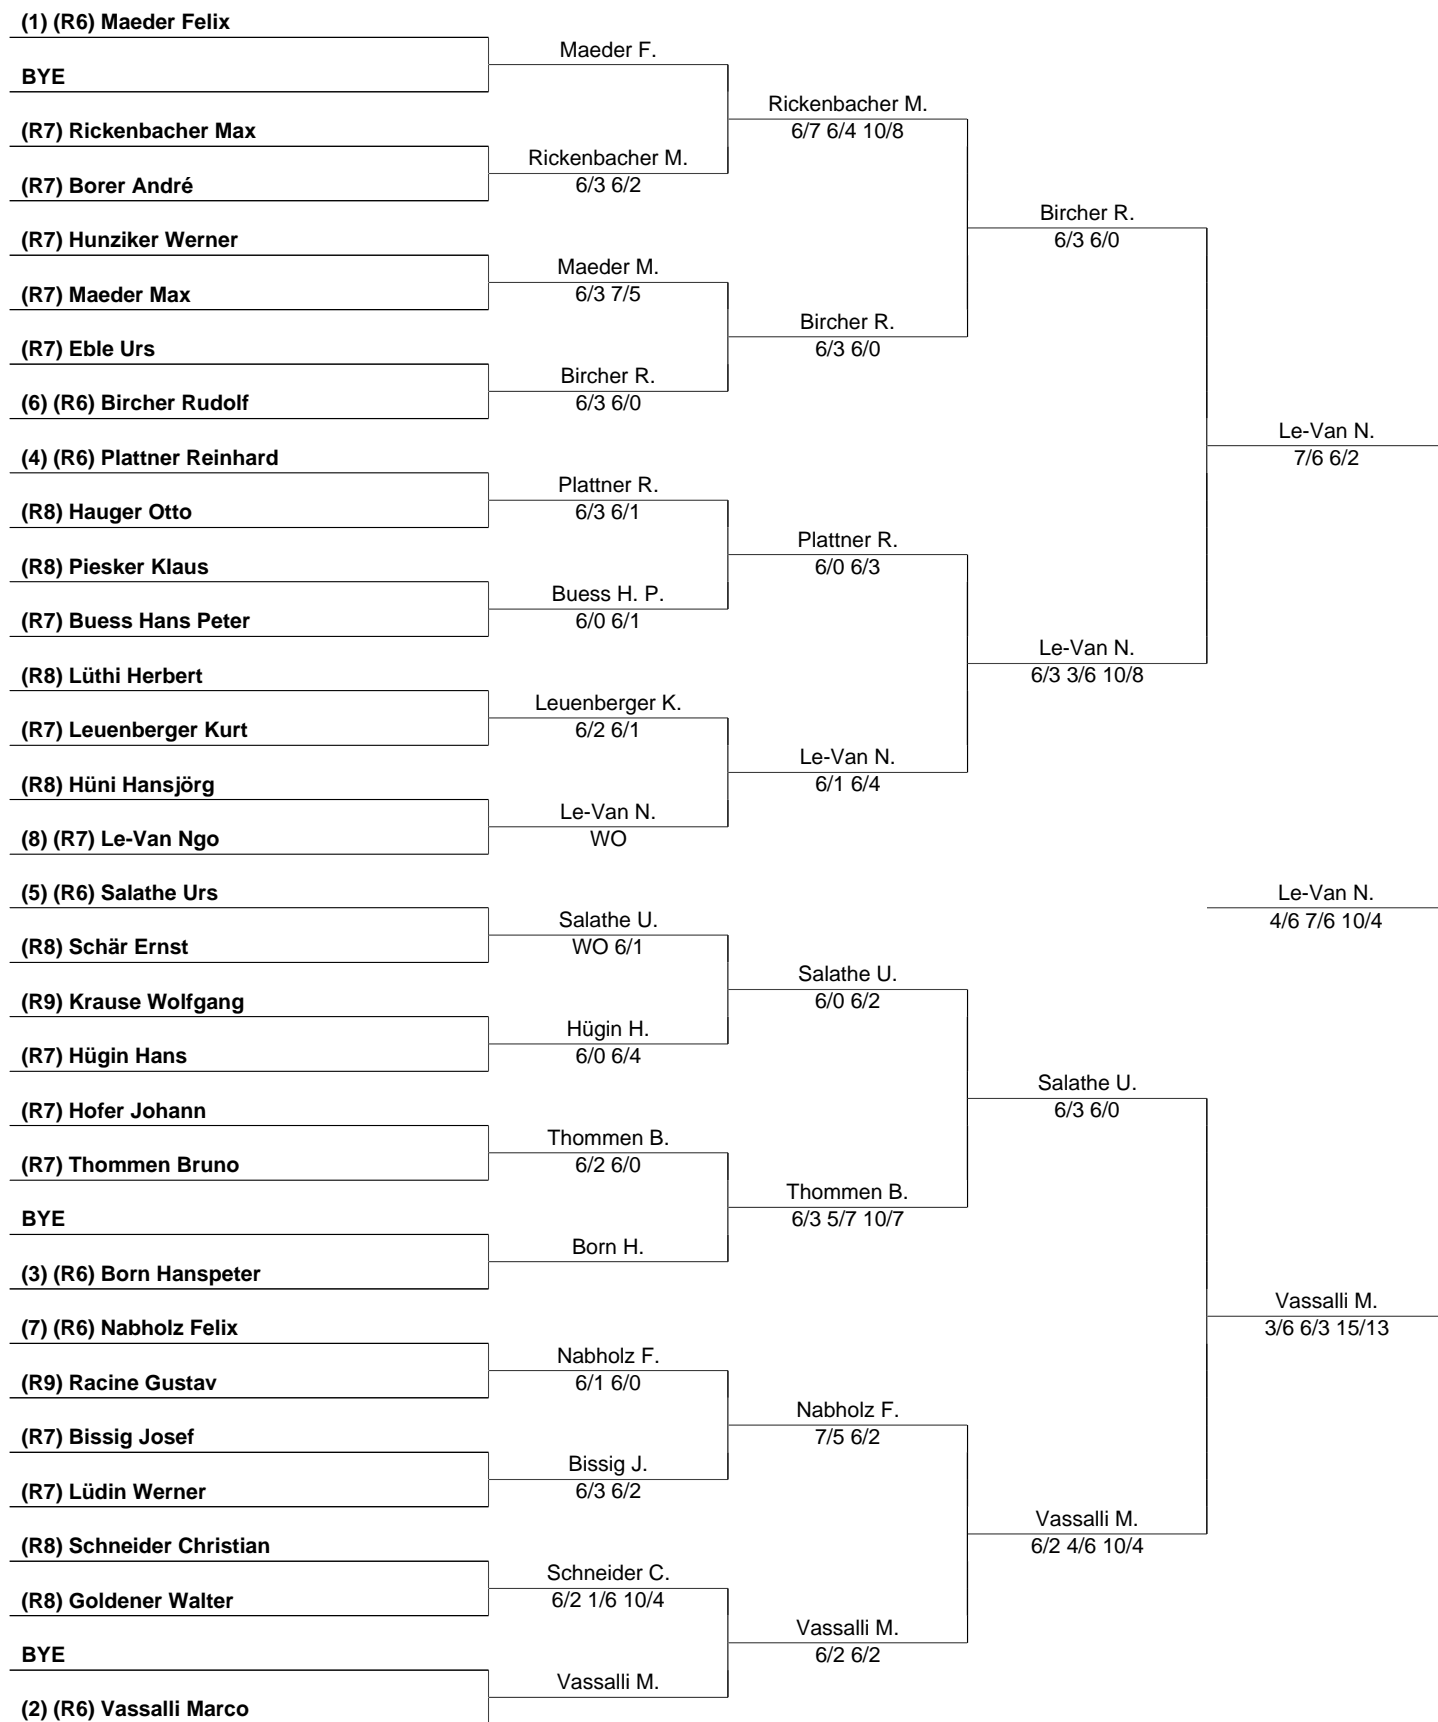 (1) (R6) Maeder Felix
BYE
(R7) Rickenbacher Max
(R7) Borer André
(R7) Hunziker Werner
(R7) Maeder Max
(R7) Eble Urs
(6) (R6) Bircher Rudolf
(4) (R6) Plattner Reinhard
(R8) Hauger Otto
(R8) Piesker Klaus
(R7) Buess Hans Peter
(R8) Lüthi Herbert
(R7) Leuenberger Kurt
(R8) Hüni Hansjörg
(8) (R7) Le-Van Ngo
(5) (R6) Salathe Urs
(R8) Schär Ernst
(R9) Krause Wolfgang
(R7) Hügin Hans
(R7) Hofer Johann
(R7) Thommen Bruno
BYE
(3) (R6) Born Hanspeter
(7) (R6) Nabholz Felix
(R9) Racine Gustav
(R7) Bissig Josef
(R7) Lüdin Werner
(R8) Schneider Christian
(R8) Goldener Walter
BYE
(2) (R6) Vassalli Marco
Maeder F.
Rickenbacher M.
6/3 6/2
Maeder M.
6/3 7/5
Bircher R.
6/3 6/0
Plattner R.
6/3 6/1
Buess H. P.
6/0 6/1
Leuenberger K.
6/2 6/1
Le-Van N.
WO
Salathe U.
WO 6/1
Hügin H.
6/0 6/4
Thommen B.
6/2 6/0
Born H.
Nabholz F.
6/1 6/0
Bissig J.
6/3 6/2
Schneider C.
6/2 1/6 10/4
Vassalli M.
Rickenbacher M.
6/7 6/4 10/8
Bircher R.
6/3 6/0
Plattner R.
6/0 6/3
Le-Van N.
6/1 6/4
Salathe U.
6/0 6/2
Thommen B.
6/3 5/7 10/7
Nabholz F.
7/5 6/2
Vassalli M.
6/2 6/2
Bircher R.
6/3 6/0
Le-Van N.
6/3 3/6 10/8
Salathe U.
6/3 6/0
Vassalli M.
6/2 4/6 10/4
Le-Van N.
7/6 6/2
Le-Van N.
4/6 7/6 10/4
Vassalli M.
3/6 6/3 15/13